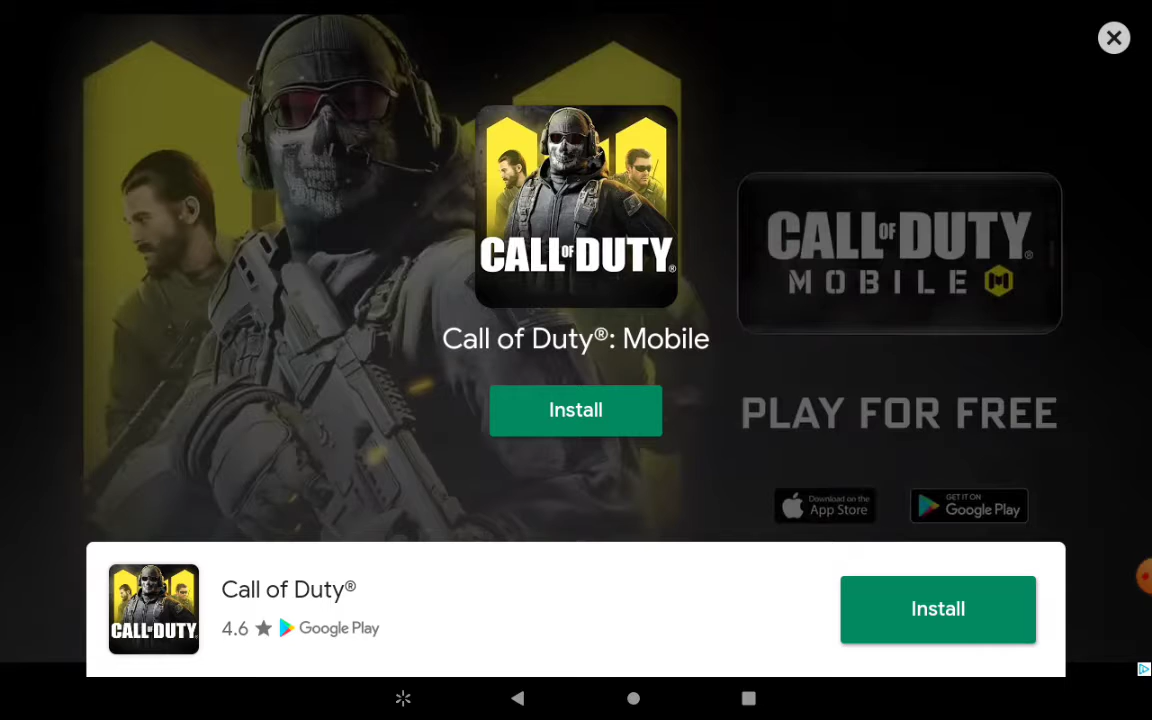 CALL OF DUTY®
CALL OF DUTY®
MOBILE
Call of Duty®: Mobile
Install
PLAY FOR FREE
Download on the
App Store
GET IT ON
Google Play
CALL OF DUTY
Call of Duty®
4.6 ★ Google Play
Install